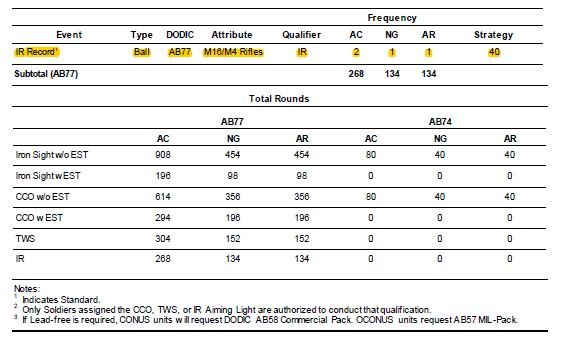 Frequency
Event Type DODIC Attribute Qualifier AC NG AR Strategy
IR Record¹ Ball AB77 M16/M4 Rifles IR 2 1 1 40
Subtotal (AB77) 268 134 134
Total Rounds
AB77 AB74
AC NG AR AC NG AR
Iron Sight w/o EST 908 454 454 80 40 40
Iron Sight w EST 196 98 98 0 0 0
CCO w/o EST 614 356 356 80 40 40
CCO w EST 294 196 196 0 0 0
TWS 304 152 152 0 0 0
IR 268 134 134 0 0 0
Notes:
¹ Indicates Standard.
² Only Soldiers assigned the CCO, TWS, or IR Aiming Light are authorized to conduct that qualification.
³ If Lead-free is required, CONUS units will request DODIC AB58 Commercial Pack. OCONUS units request AB57 MIL-Pack.